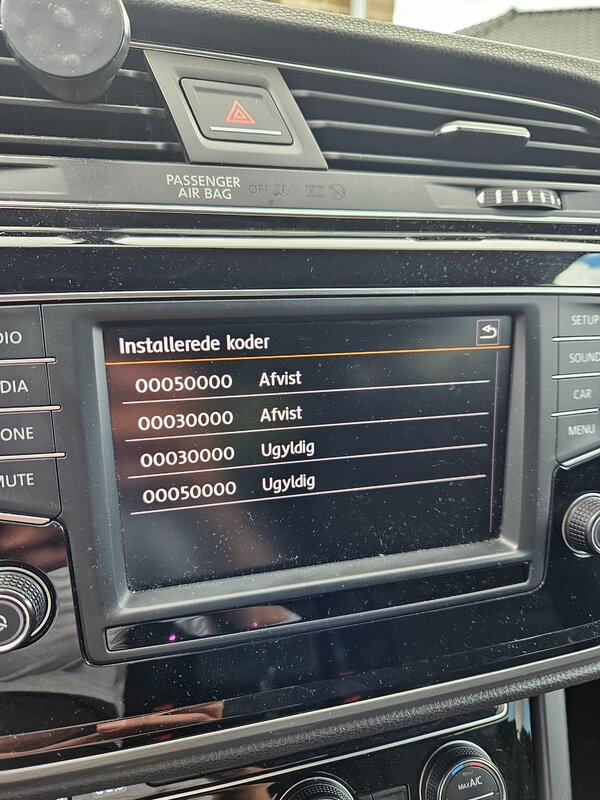 PASSENGER
AIR BAG
OFF
ON
SETUP
SOUND
CAR
MENU
Installerede koder
00050000 Afvist
00030000 Afvist
00030000 Ugyldig
00050000 Ugyldig
MUTE
MAX A/C